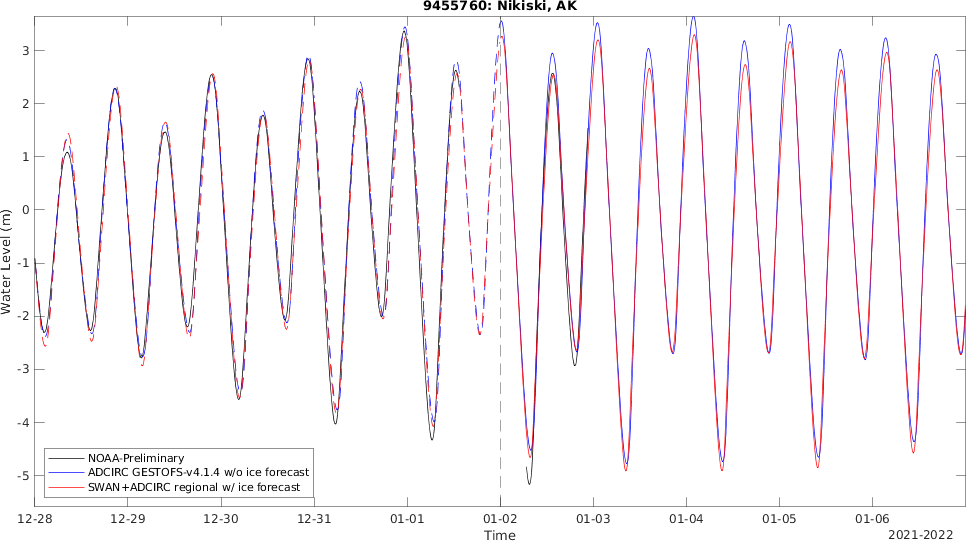 9455760: Nikiski, AK
Water Level (m)
3
2
1
0
-1
-2
-3
-4
-5
NOAA-Preliminary
ADCIRC GESTOFS-v4.1.4 w/o ice forecast
SWAN+ADCIRC regional w/ ice forecast
12-28 12-29 12-30 12-31 01-01 01-02 01-03 01-04 01-05 01-06
Time
2021-2022